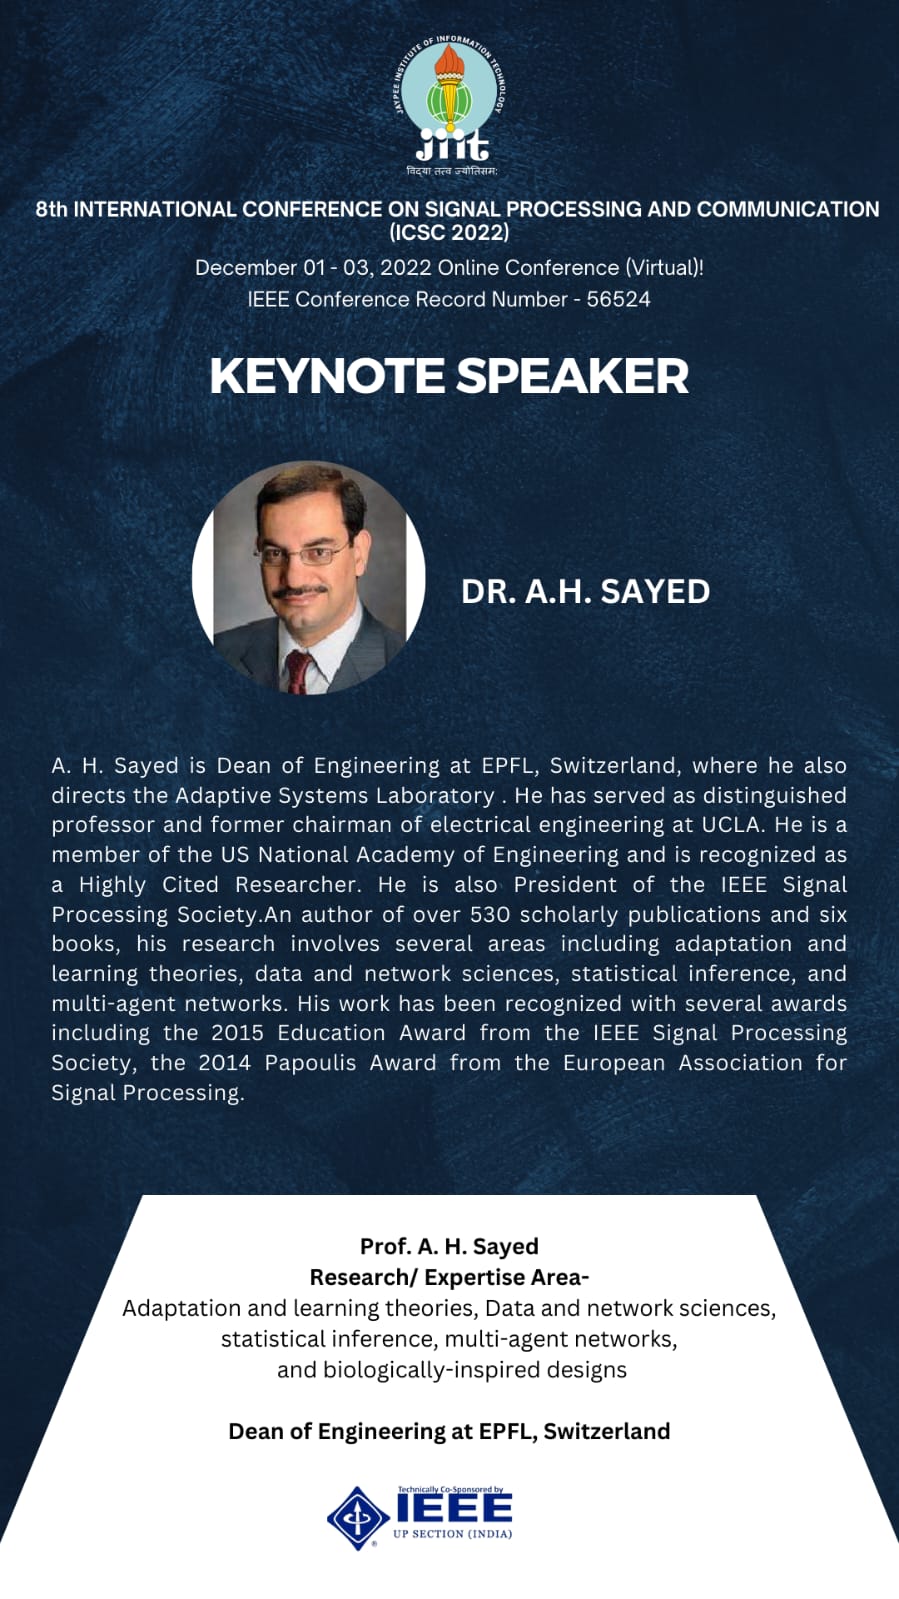 JAYPEE INSTITUTE OF INFORMATION TECHNOLOGY
jiit
विद्या तत्व ज्योतिसम:
8th INTERNATIONAL CONFERENCE ON SIGNAL PROCESSING AND COMMUNICATION
(ICSC 2022)
December 01 - 03, 2022 Online Conference (Virtual)!
IEEE Conference Record Number - 56524
KEYNOTE SPEAKER
DR. A.H. SAYED
A. H. Sayed is Dean of Engineering at EPFL, Switzerland, where he also
directs the Adaptive Systems Laboratory . He has served as distinguished
professor and former chairman of electrical engineering at UCLA. He is a
member of the US National Academy of Engineering and is recognized as
a Highly Cited Researcher. He is also President of the IEEE Signal
Processing Society.An author of over 530 scholarly publications and six
books, his research involves several areas including adaptation and
learning theories, data and network sciences, statistical inference, and
multi-agent networks. His work has been recognized with several awards
including the 2015 Education Award from the IEEE Signal Processing
Society, the 2014 Papoulis Award from the European Association for
Signal Processing.
Prof. A. H. Sayed
Research/ Expertise Area-
Adaptation and learning theories, Data and network sciences,
statistical inference, multi-agent networks,
and biologically-inspired designs
Dean of Engineering at EPFL, Switzerland
Technically Co-Sponsored by
IEEE
UP SECTION (INDIA)
®